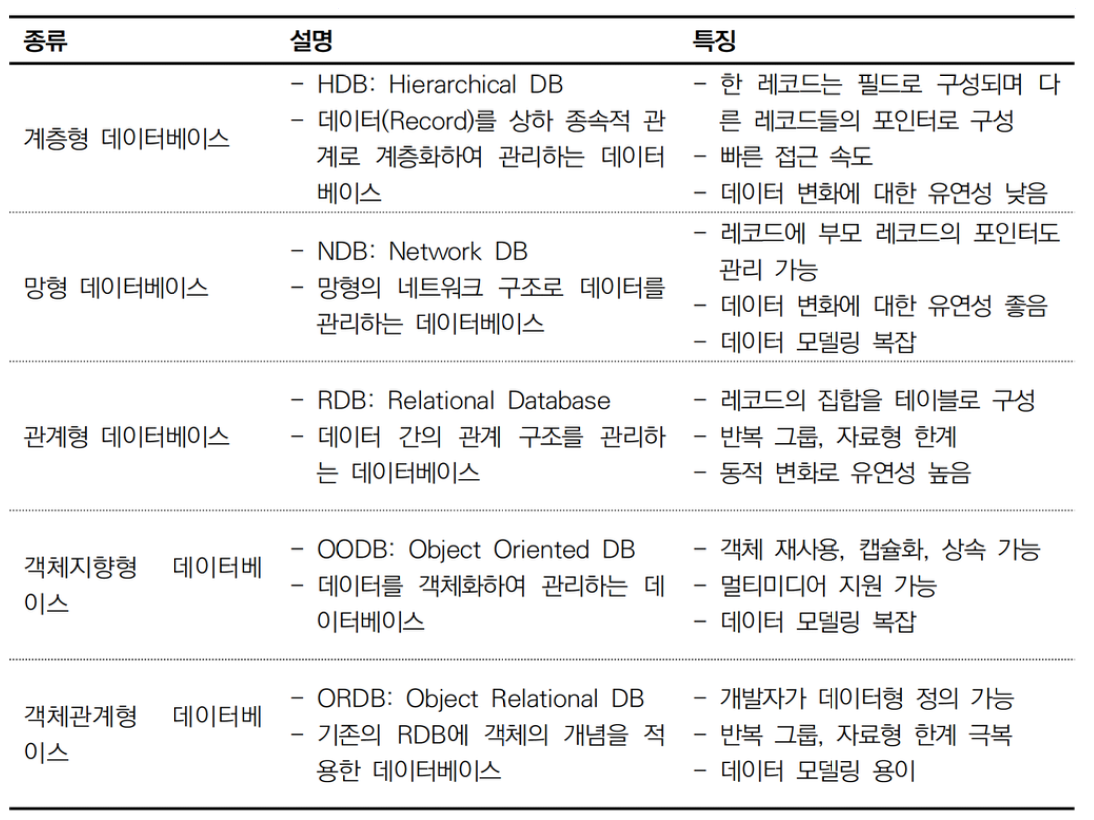 종류 설명 특징
계층형 데이터베이스
- HDB: Hierarchical DB
- 데이터(Record)를 상하 종속적 관
계로 계층화하여 관리하는 데이터
베이스
- 한 레코드는 필드로 구성되며 다
른 레코드들의 포인터로 구성
- 빠른 접근 속도
- 데이터 변화에 대한 유연성 낮음
망형 데이터베이스
- NDB: Network DB
- 망형의 네트워크 구조로 데이터를
관리하는 데이터베이스
- 레코드에 부모 레코드의 포인터도
관리 가능
- 데이터 변화에 대한 유연성 좋음
- 데이터 모델링 복잡
관계형 데이터베이스
- RDB: Relational Database
- 데이터 간의 관계 구조를 관리하
는 데이터베이스
- 레코드의 집합을 테이블로 구성
- 반복 그룹, 자료형 한계
- 동적 변화로 유연성 높음
객체지향형 데이터베
이스
- OODB: Object Oriented DB
- 데이터를 객체화하여 관리하는 데
이터베이스
- 객체 재사용, 캡슐화, 상속 가능
- 멀티미디어 지원 가능
- 데이터 모델링 복잡
객체관계형 데이터베
이스
- ORDB: Object Relational DB
- 기존의 RDB에 객체의 개념을 적
용한 데이터베이스
- 개발자가 데이터형 정의 가능
- 반복 그룹, 자료형 한계 극복
- 데이터 모델링 용이